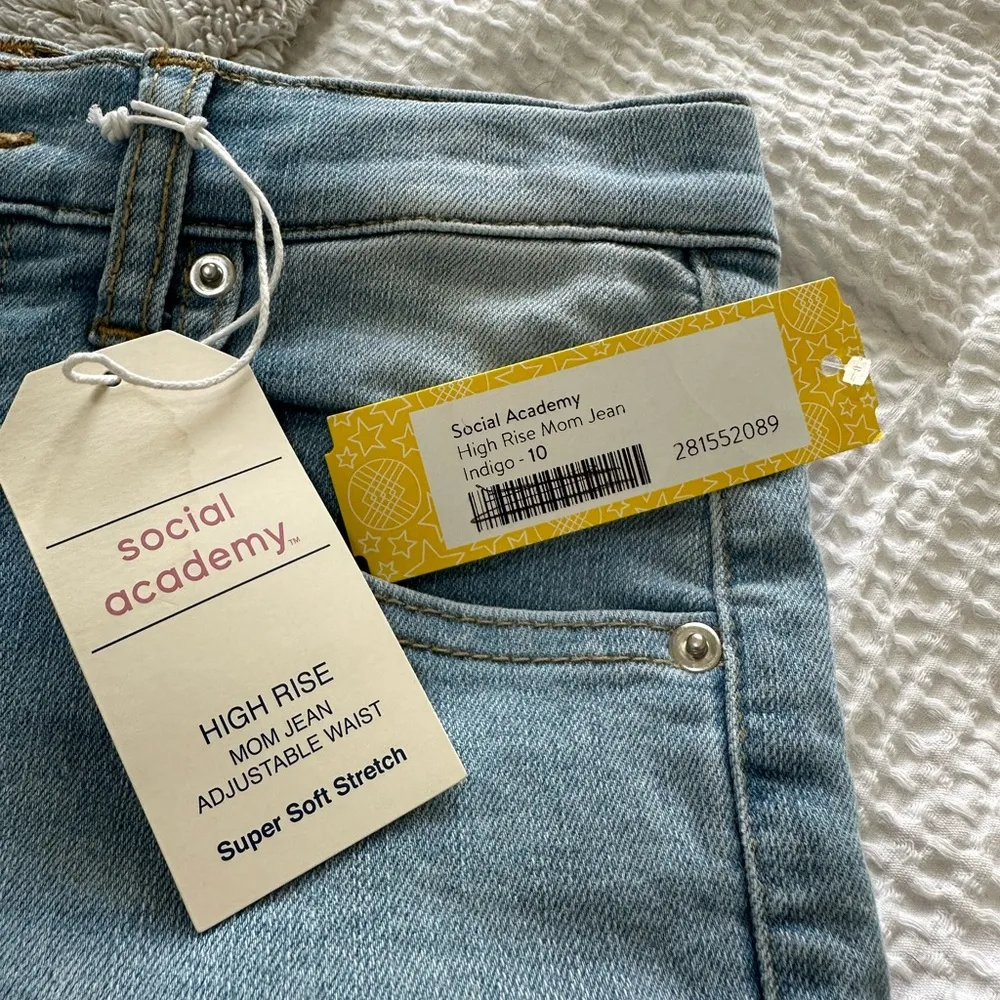 social
academy™
HIGH RISE
MOM JEAN
ADJUSTABLE WAIST
Super Soft Stretch
Social Academy
High Rise Mom Jean
Indigo - 10
281552089